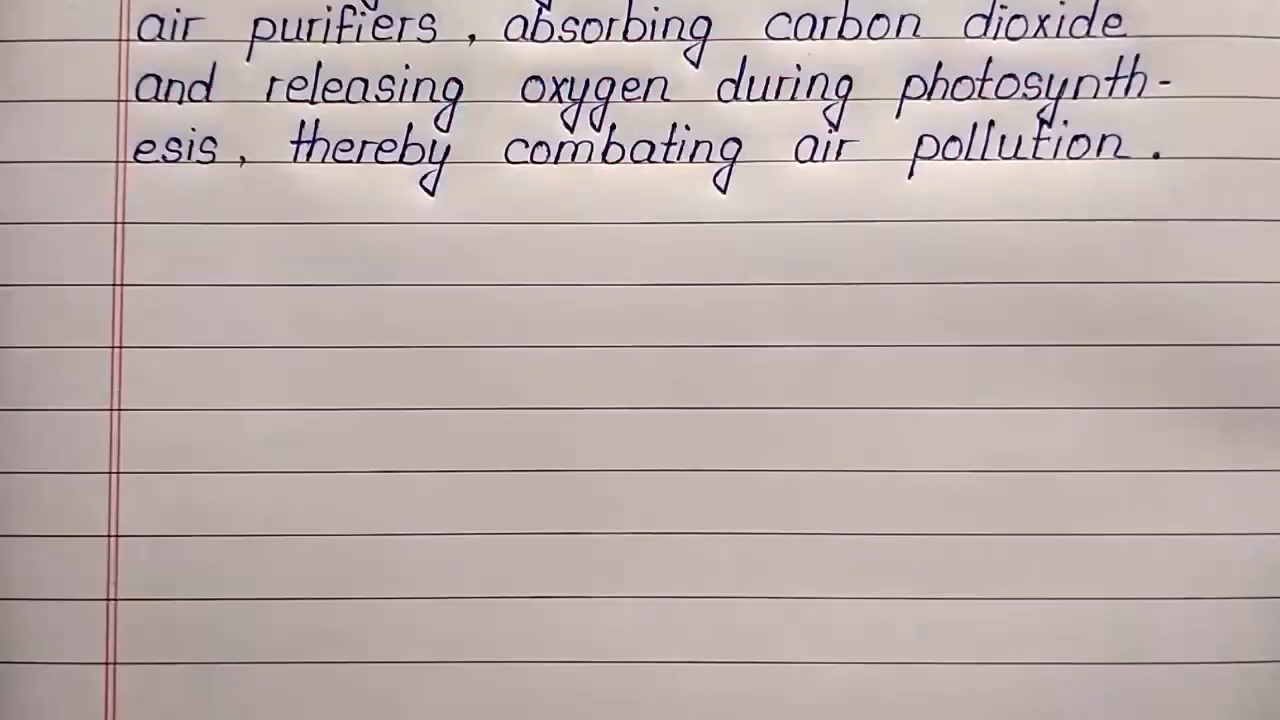 air purifiers, absorbing carbon dioxide
and releasing oxygen during photosynth-
esis, thereby combating air pollution.